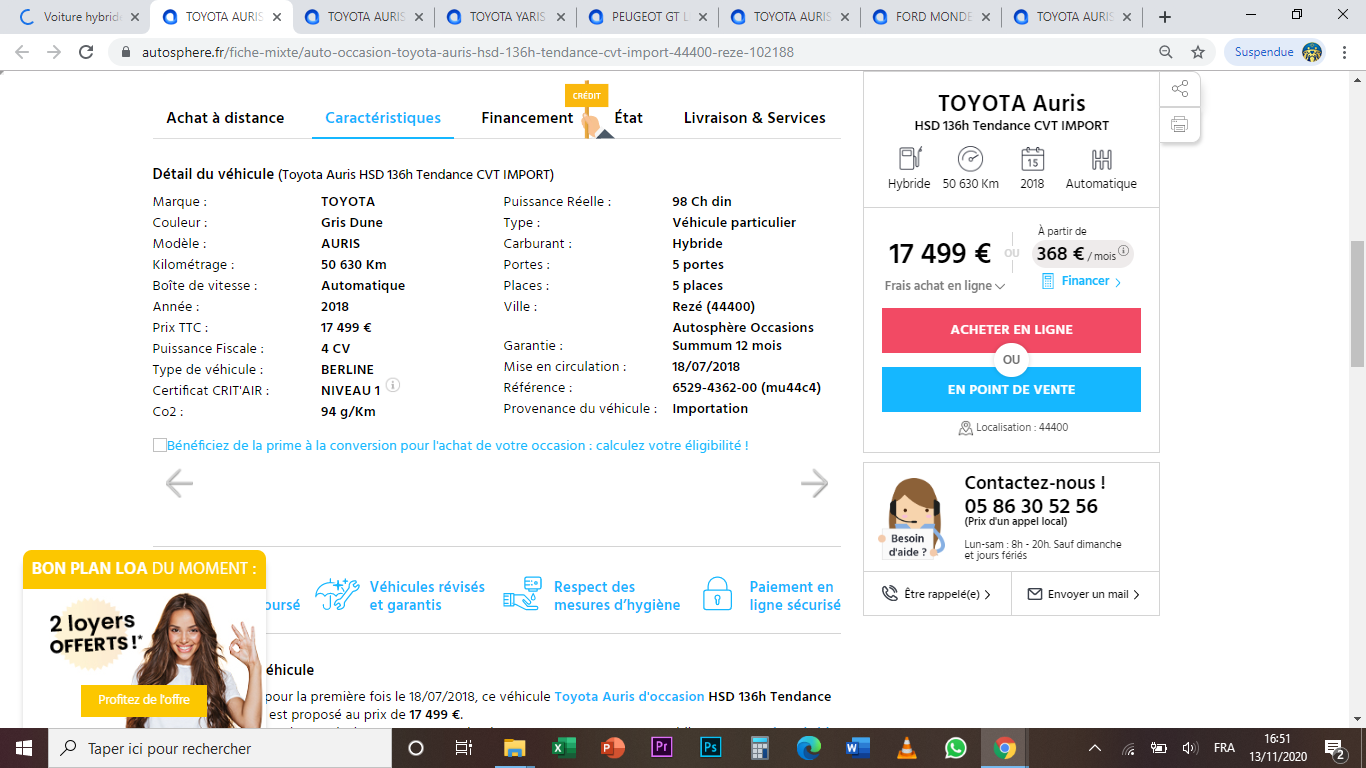 Voiture hybride
TOYOTA AURIS
TOYOTA AURIS
TOYOTA YARIS
PEUGEOT GT L
TOYOTA AURIS
FORD MONDE
TOYOTA AURIS
autosphere.fr/fiche-mixte/auto-occasion-toyota-auris-hsd-136h-tendance-cvt-import-44400-reze-102188
Suspendue
Achat à distance
Caractéristiques
Financement
CRÉDIT
État
Livraison & Services
Détail du véhicule (Toyota Auris HSD 136h Tendance CVT IMPORT)
Marque : TOYOTA
Couleur : Gris Dune
Modèle : AURIS
Kilométrage : 50 630 Km
Boîte de vitesse : Automatique
Année : 2018
Prix TTC : 17 499 €
Puissance Fiscale : 4 CV
Type de véhicule : BERLINE
Certificat CRIT'AIR : NIVEAU 1
Co2 : 94 g/Km
Puissance Réelle : 98 Ch din
Type : Véhicule particulier
Carburant : Hybride
Portes : 5 portes
Places : 5 places
Ville : Rezé (44400)
Autosphère Occasions
Garantie : Summum 12 mois
Mise en circulation : 18/07/2018
Référence : 6529-4362-00 (mu44c4)
Provenance du véhicule : Importation
Bénéficiez de la prime à la conversion pour l'achat de votre occasion : calculez votre éligibilité !
TOYOTA Auris
HSD 136h Tendance CVT IMPORT
15
Hybride
50 630 Km
2018
Automatique
17 499 €
Frais achat en ligne
OU
À partir de
368 € / mois
Financer
ACHETER EN LIGNE
OU
EN POINT DE VENTE
Localisation : 44400
Contactez-nous !
05 86 30 52 56
(Prix d'un appel local)
Lun-sam : 8h - 20h. Sauf dimanche
et jours fériés
Besoin
d'aide ?
Être rappelé(e)
Envoyer un mail
oursé
Véhicules révisés
et garantis
Respect des
mesures d'hygiène
Paiement en
ligne sécurisé
BON PLAN LOA DU MOMENT :
2 loyers
OFFERTS !*
Profitez de l'offre
éhicule
pour la première fois le 18/07/2018, ce véhicule Toyota Auris d'occasion HSD 136h Tendance
est proposé au prix de 17 499 €.
Taper ici pour rechercher
FRA
16:51
13/11/2020
2